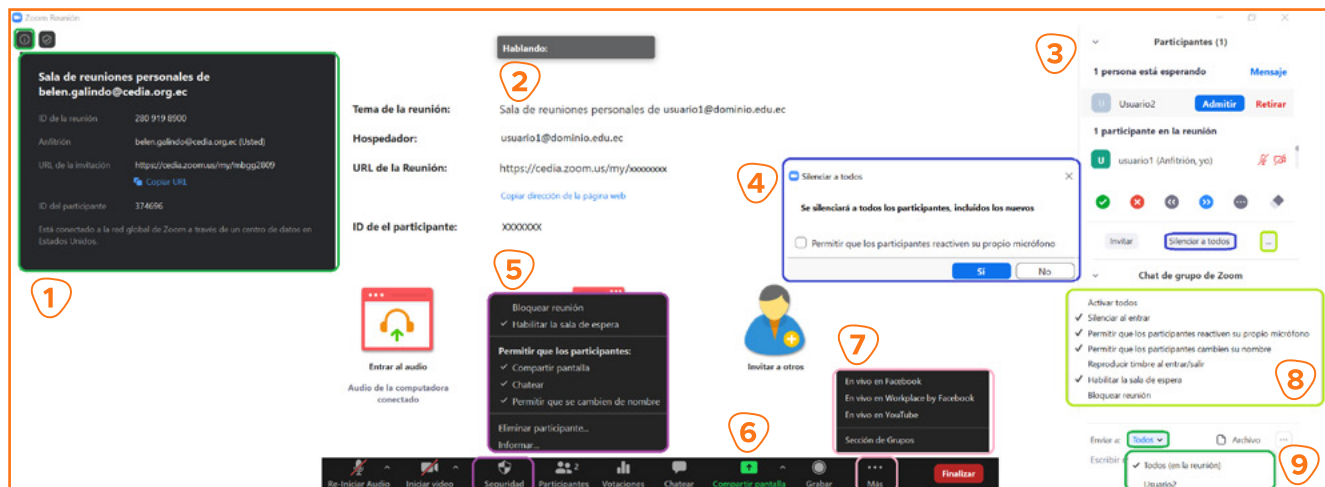 Zoom Reunión
Sala de reuniones personales de
belen.galindo@cedia.org.ec
ID de la reunión 280 919 8900
Anfitrión belen.galindo@cedia.org.ec (Usted)
URL de la invitación https://cedia.zoom.us/my/mbgg2809
Copiar URL
ID del participante 374696
Está conectado a la red global de Zoom a través de un centro de datos en
Estados Unidos.
1
Hablando:
2
Tema de la reunión: Sala de reuniones personales de usuario1@dominio.edu.ec
Hospedador: usuario1@dominio.edu.ec
URL de la Reunión: https://cedia.zoom.us/my/xxxxxxxx
Copiar dirección de la página web
ID de el participante: XXXXXXX
Entrar al audio
Audio de la computadora
conectado
Invitar a otros
3
Participantes (1)
1 persona está esperando Mensaje
U Usuario2 Admitir Retirar
1 participante en la reunión
U usuario1 (Anfitrión, yo)
Invitar Silenciar a todos ...
4
Silenciar a todos
Se silenciará a todos los participantes, incluidos los nuevos
Permitir que los participantes reactiven su propio micrófono
Sí No
5
Bloquear reunión
✓ Habilitar la sala de espera
Permitir que los participantes:
✓ Compartir pantalla
✓ Chatear
✓ Permitir que se cambien de nombre
Eliminar participante...
Informar...
6
7
En vivo en Facebook
En vivo en Workplace by Facebook
En vivo en YouTube
Sección de Grupos
Chat de grupo de Zoom
Activar todos
✓ Silenciar al entrar
✓ Permitir que los participantes reactiven su propio micrófono
✓ Permitir que los participantes cambien su nombre
Reproducir timbre al entrar/salir
✓ Habilitar la sala de espera
Bloquear reunión
8
Enviar a: Todos Archivo ...
Escribir
✓ Todos (en la reunión)
Usuario2
9
Re-Iniciar Audio Iniciar video Seguridad Participantes 2 Votaciones Chatear Compartir pantalla Grabar Más Finalizar